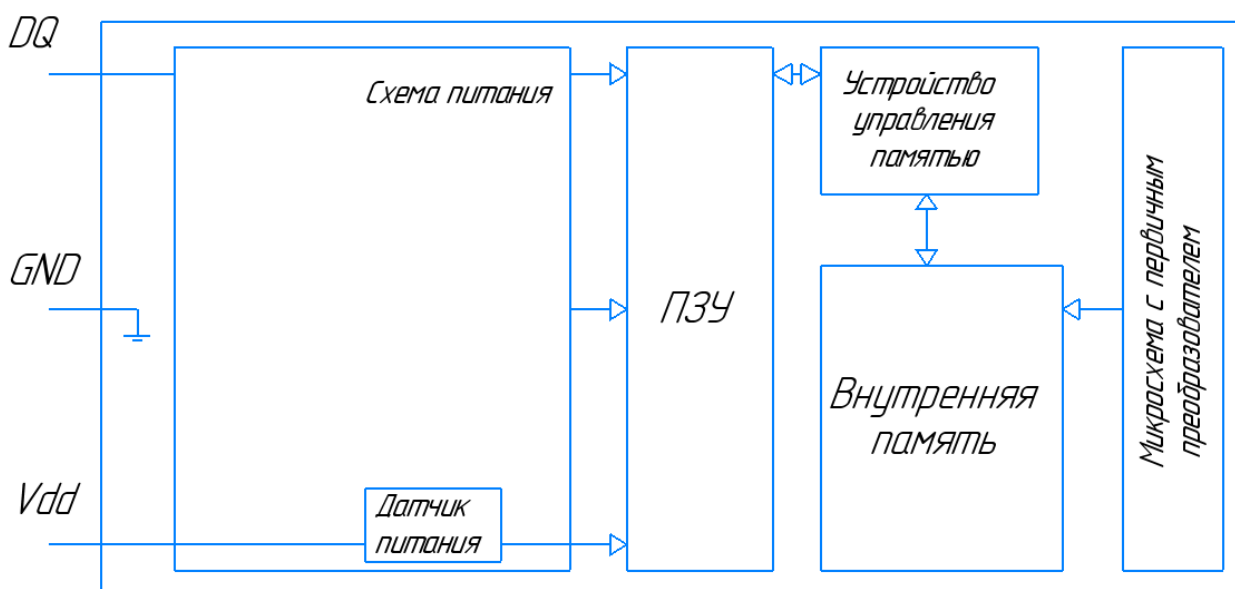 DQ
Схема питания
Устройство
управления
памятью
GND
ПЗУ
Внутренняя
память
Микросхема с первичным
преобразователем
Vdd
Датчик
питания